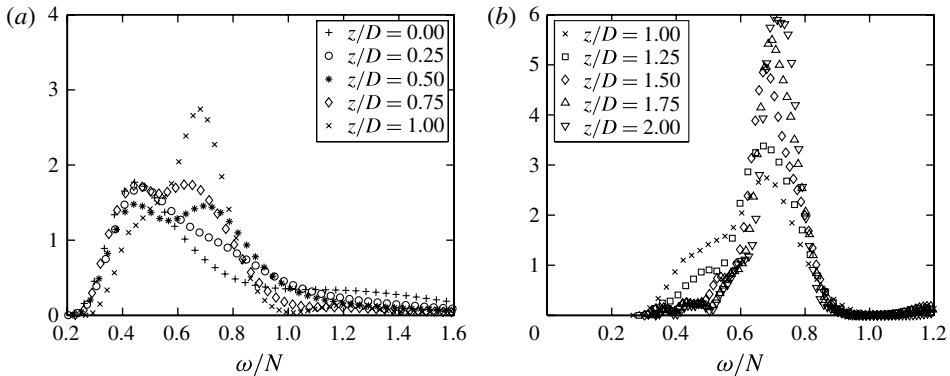 (a)
4
3
2
1
0
0.2 0.4 0.6 0.8 1.0 1.2 1.4 1.6
z/D = 0.00
z/D = 0.25
z/D = 0.50
z/D = 0.75
z/D = 1.00
ω/N
(b)
6
5
4
3
2
1
0 0.2 0.4 0.6 0.8 1.0 1.2
z/D = 1.00
z/D = 1.25
z/D = 1.50
z/D = 1.75
z/D = 2.00
ω/N